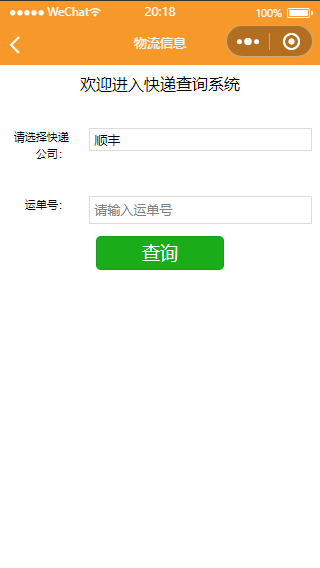 WeChat 20:18 100%
物流信息
欢迎进入快递查询系统
请选择快递
公司： 顺丰
运单号： 请输入运单号
查询